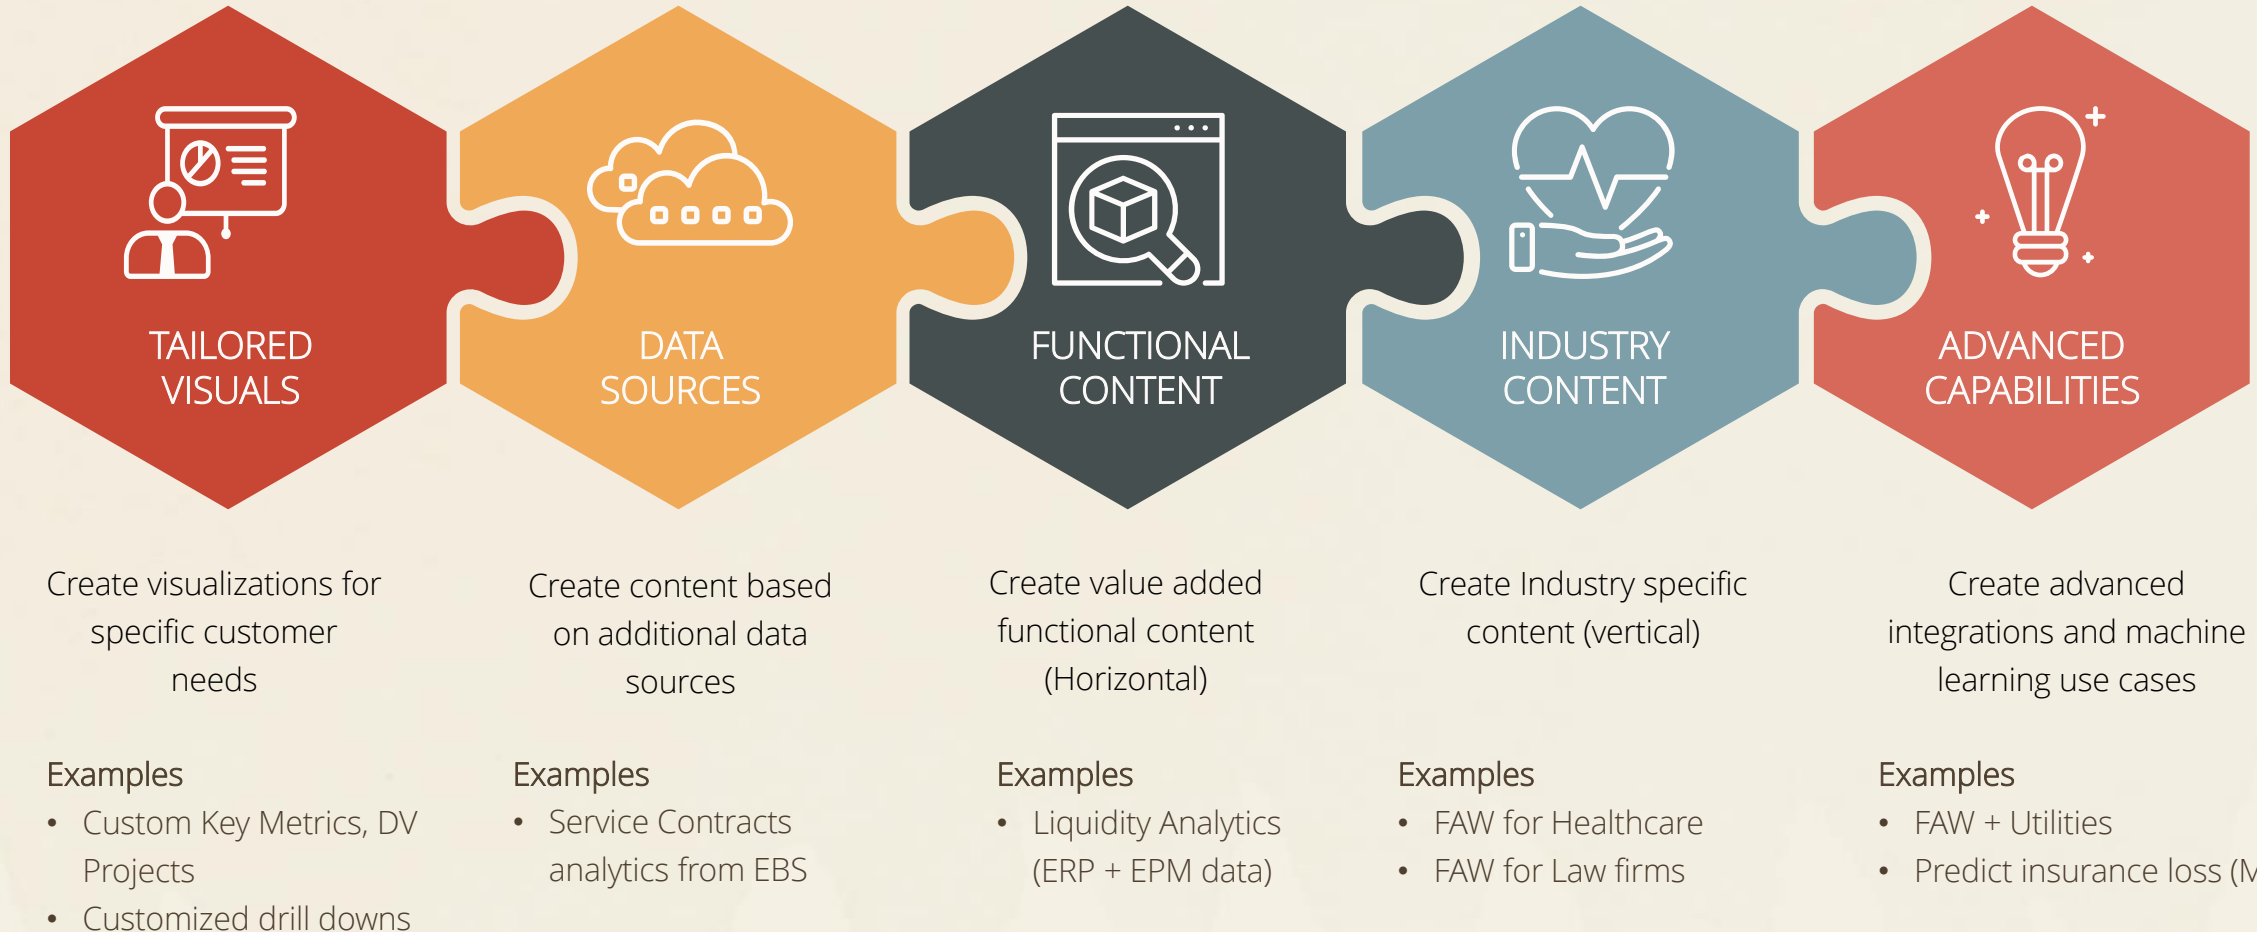 TAILORED
VISUALS
DATA
SOURCES
FUNCTIONAL
CONTENT
INDUSTRY
CONTENT
ADVANCED
CAPABILITIES
Create visualizations for
specific customer
needs
Create content based
on additional data
sources
Create value added
functional content
(Horizontal)
Create Industry specific
content (vertical)
Create advanced
integrations and machine
learning use cases
Examples
• Custom Key Metrics, DV
Projects
• Customized drill downs
Examples
• Service Contracts
analytics from EBS
Examples
• Liquidity Analytics
(ERP + EPM data)
Examples
• FAW for Healthcare
• FAW for Law firms
Examples
• FAW + Utilities
• Predict insurance loss